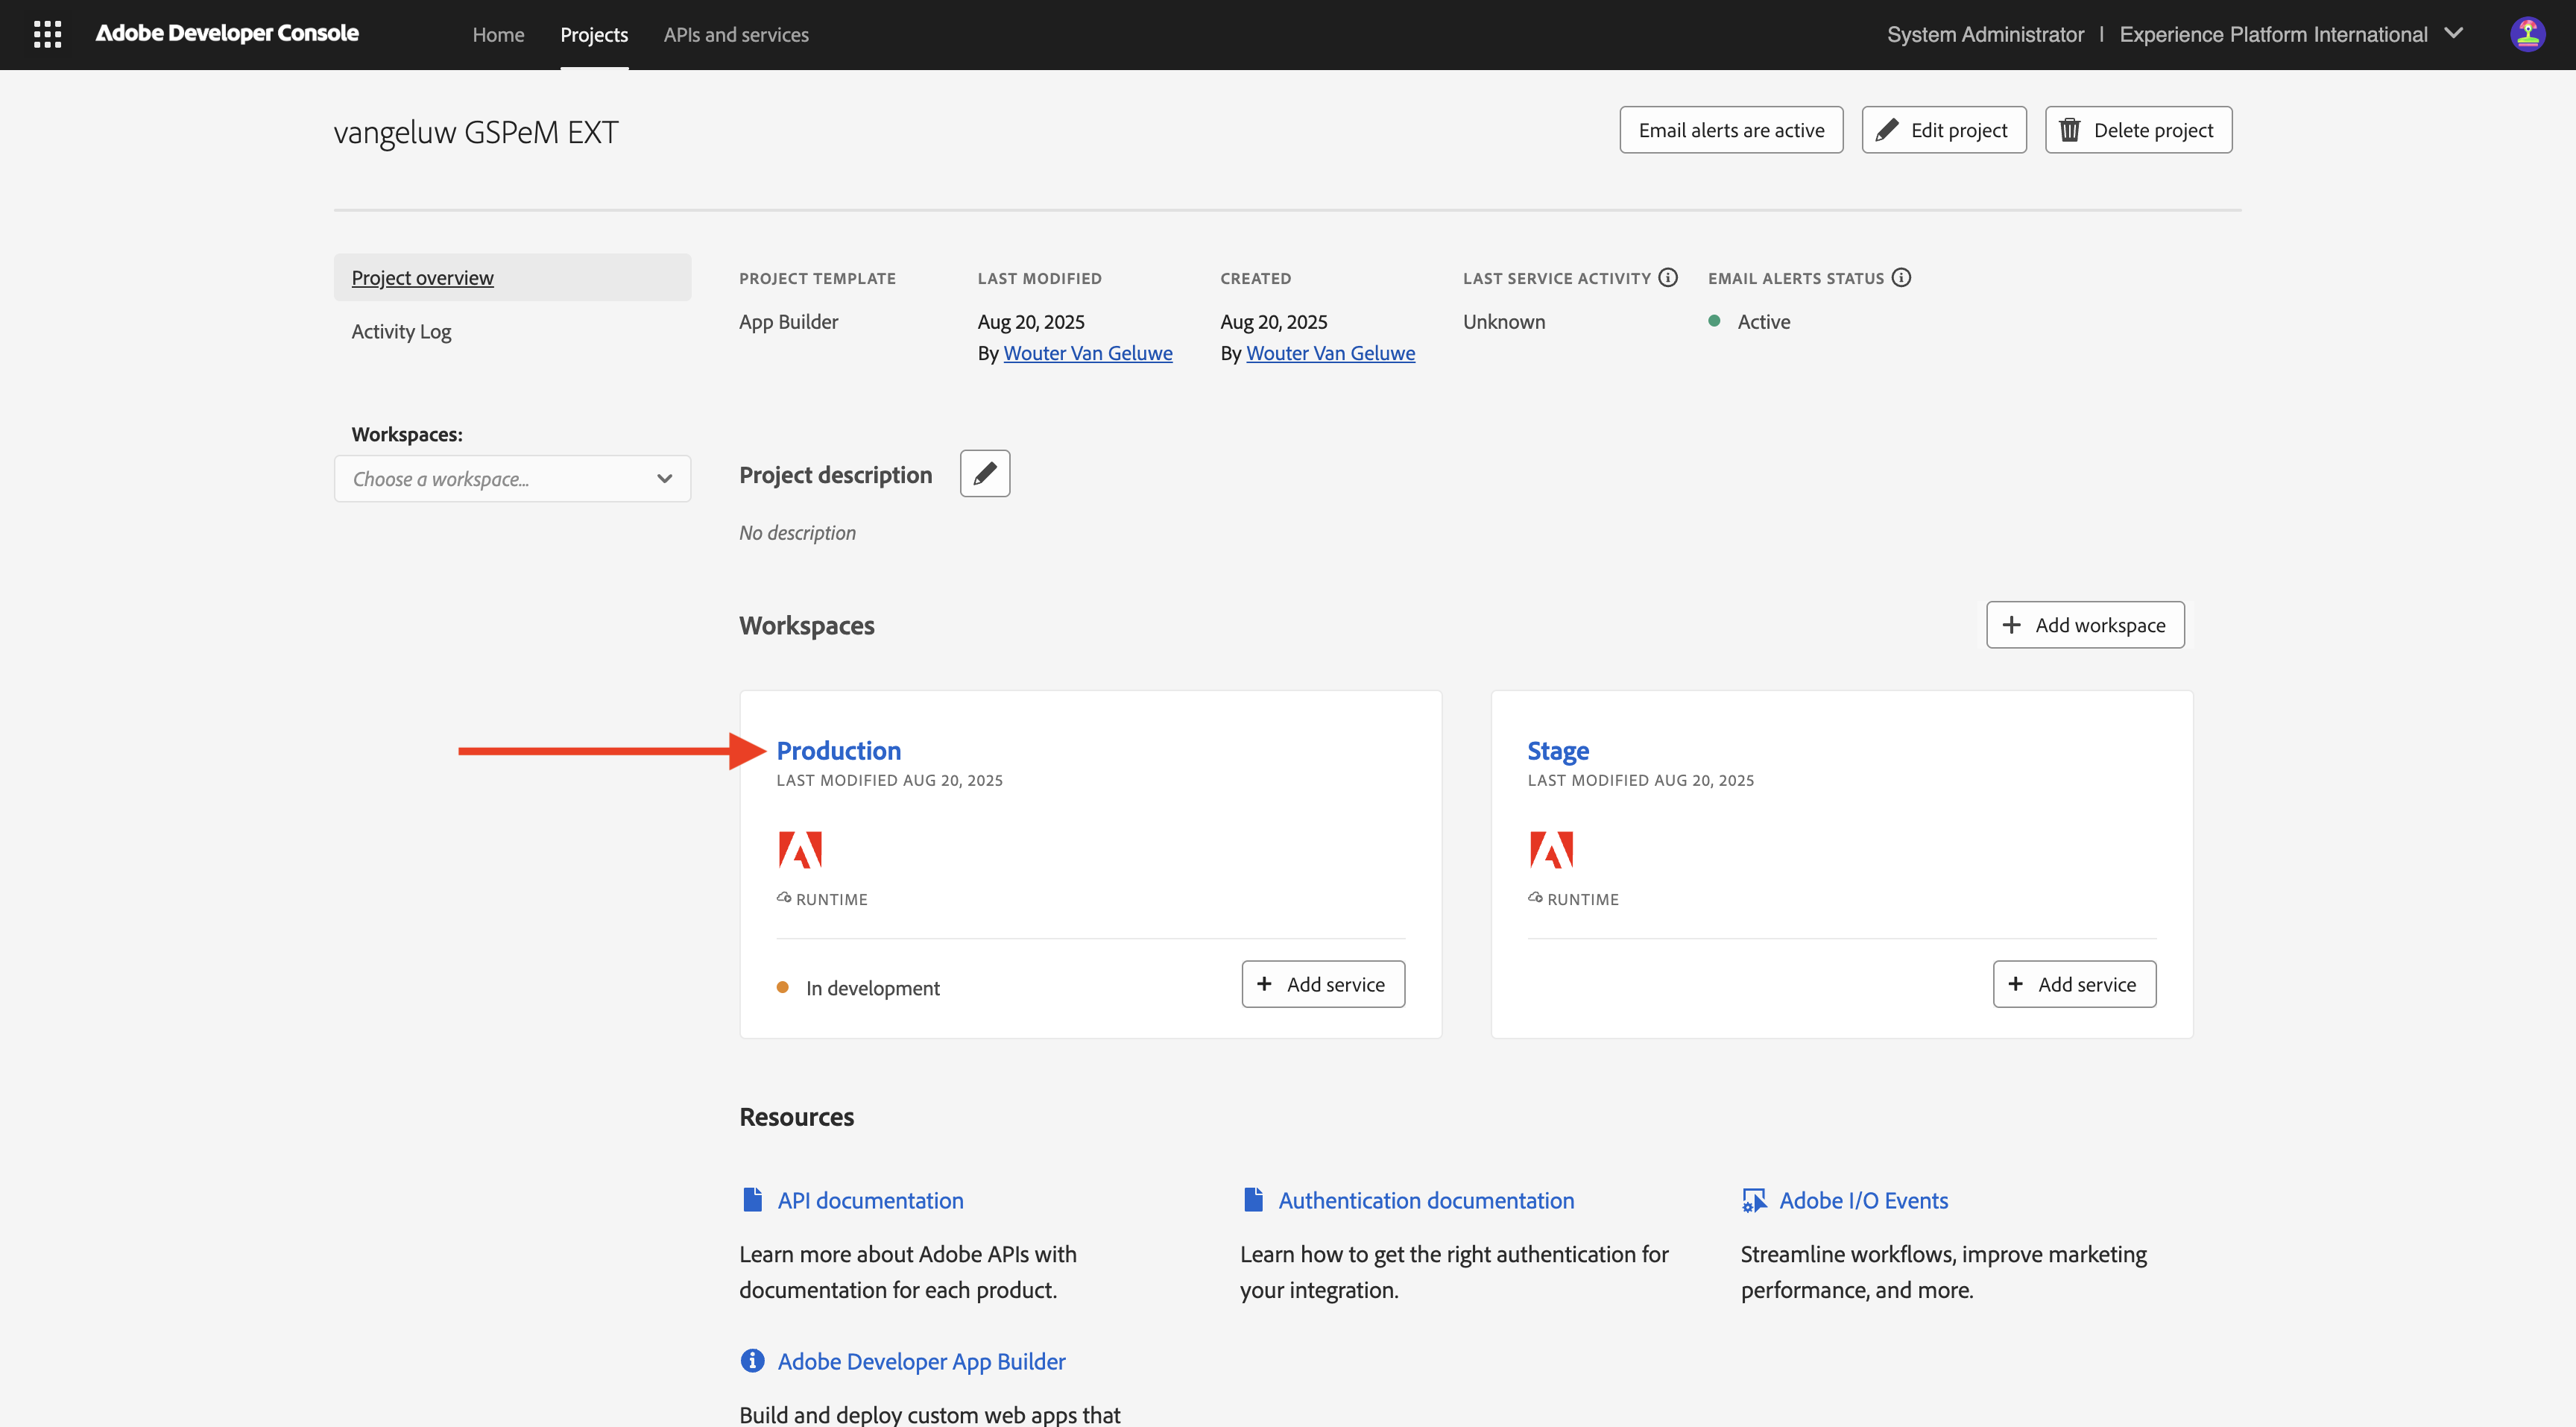 Adobe Developer Console
Home
Projects
APIs and services
System Administrator | Experience Platform International
vangeluw GSPeM EXT
Email alerts are active
Edit project
Delete project
Project overview
Activity Log
PROJECT TEMPLATE
App Builder
LAST MODIFIED
Aug 20, 2025
By Wouter Van Geluwe
CREATED
Aug 20, 2025
By Wouter Van Geluwe
LAST SERVICE ACTIVITY
Unknown
EMAIL ALERTS STATUS
Active
Workspaces:
Choose a workspace...
Project description
No description
Workspaces
+ Add workspace
Production
LAST MODIFIED AUG 20, 2025
RUNTIME
In development
+ Add service
Stage
LAST MODIFIED AUG 20, 2025
RUNTIME
+ Add service
Resources
API documentation
Learn more about Adobe APIs with
documentation for each product.
Authentication documentation
Learn how to get the right authentication for
your integration.
Adobe I/O Events
Streamline workflows, improve marketing
performance, and more.
Adobe Developer App Builder
Build and deploy custom web apps that